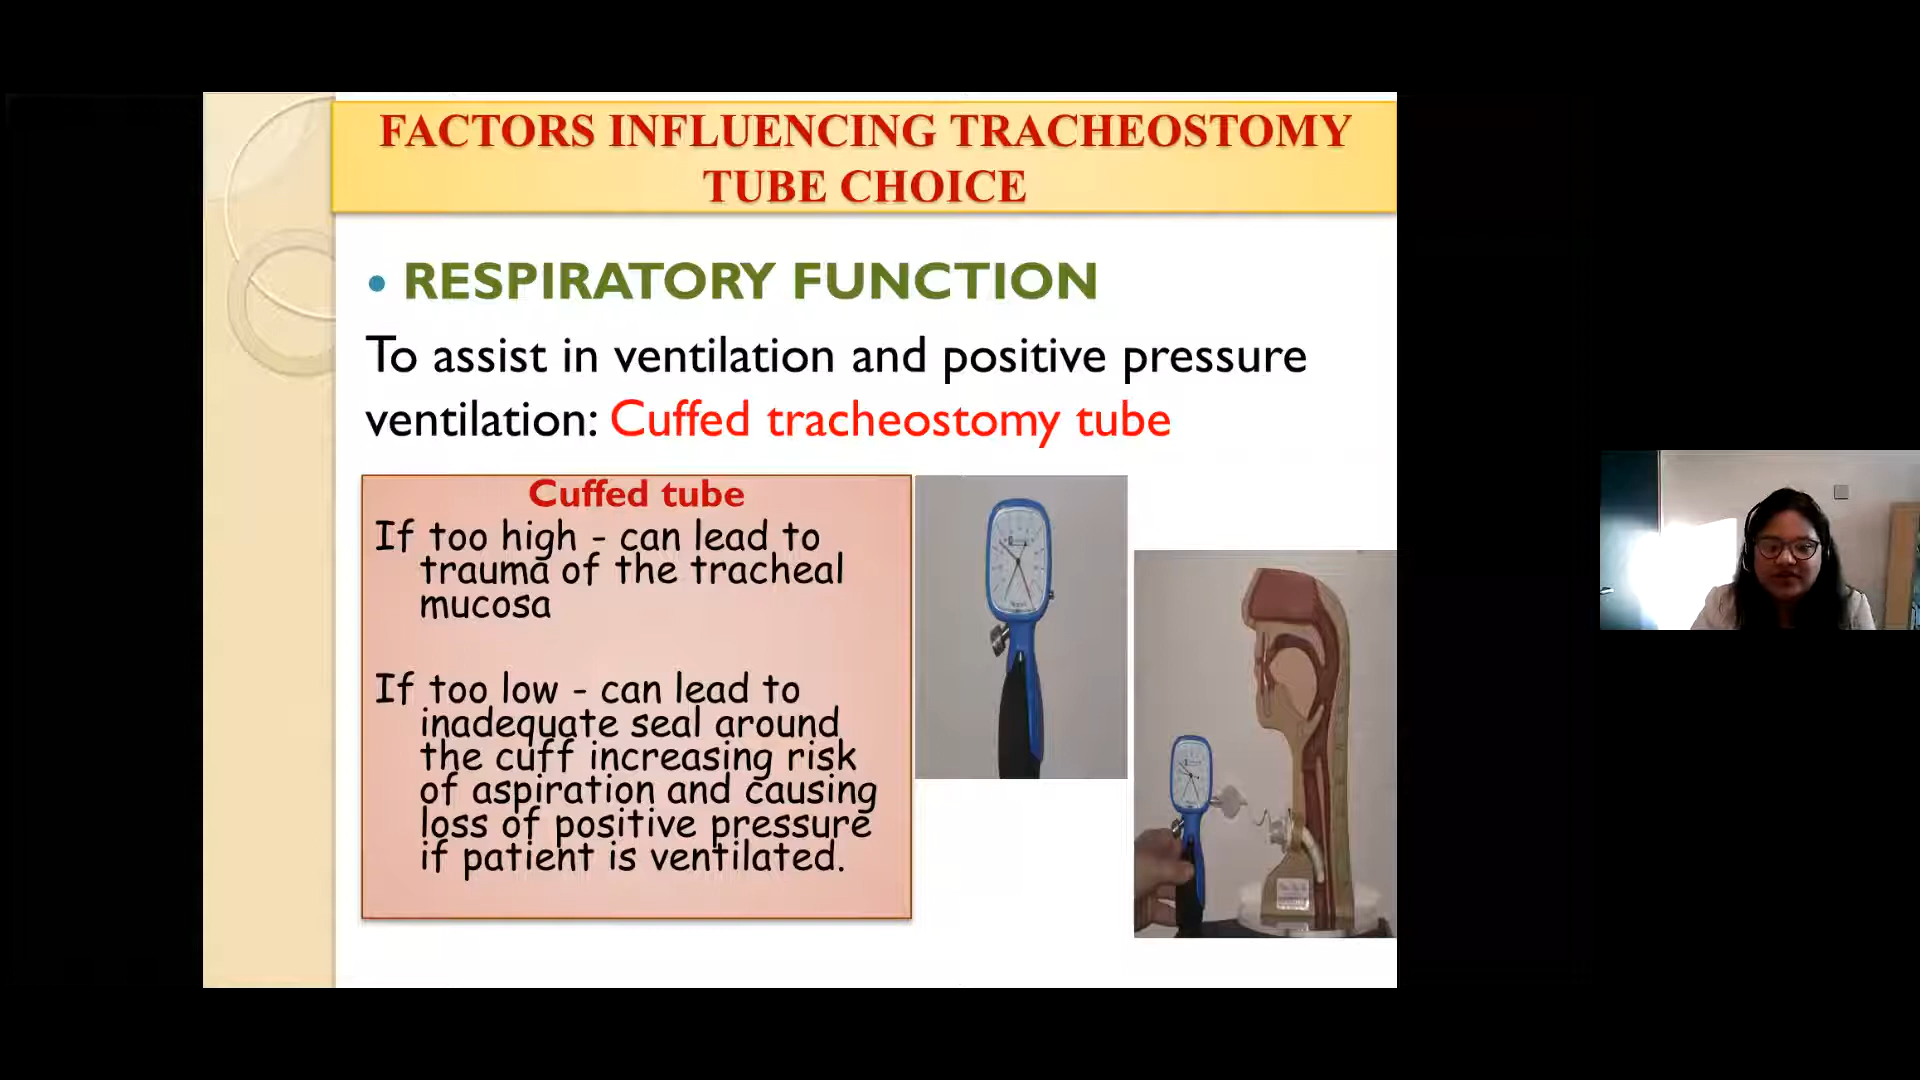 FACTORS INFLUENCING TRACHEOSTOMY
TUBE CHOICE
• RESPIRATORY FUNCTION
To assist in ventilation and positive pressure
ventilation: Cuffed tracheostomy tube
Cuffed tube
If too high - can lead to
trauma of the tracheal
mucosa
If too low - can lead to
inadequate seal around
the cuff increasing risk
of aspiration and causing
loss of positive pressure
if patient is ventilated.